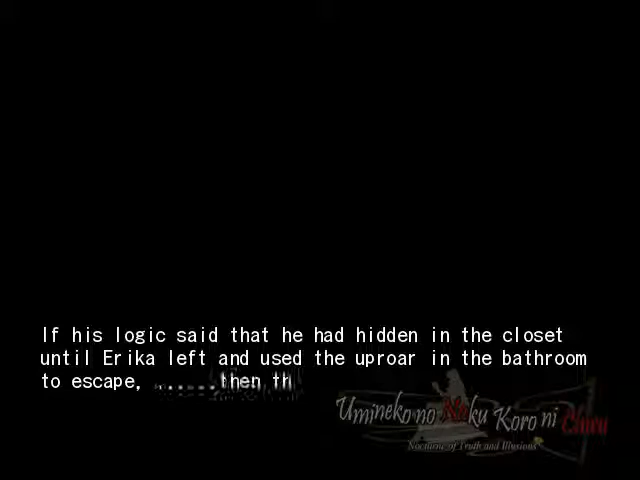 If his logic said that he had hidden in the closet
until Erika left and used the uproar in the bathroom
to escape, ......then th
Umineko no Naku Koro ni Chiru
Nocturne of Truth and Illusions